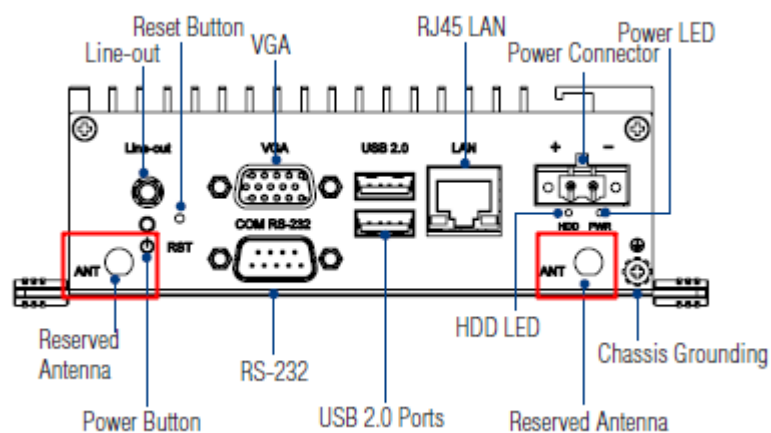 Reset Button
Line-out
VGA
RJ45 LAN
Power LED
Power Connector
Line-out
VGA
USB 2.0
LAN
+ -
COM RS-232
RST
HDD PWR
ANT
ANT
Reserved
Antenna
RS-232
HDD LED
Chassis Grounding
Power Button
USB 2.0 Ports
Reserved Antenna